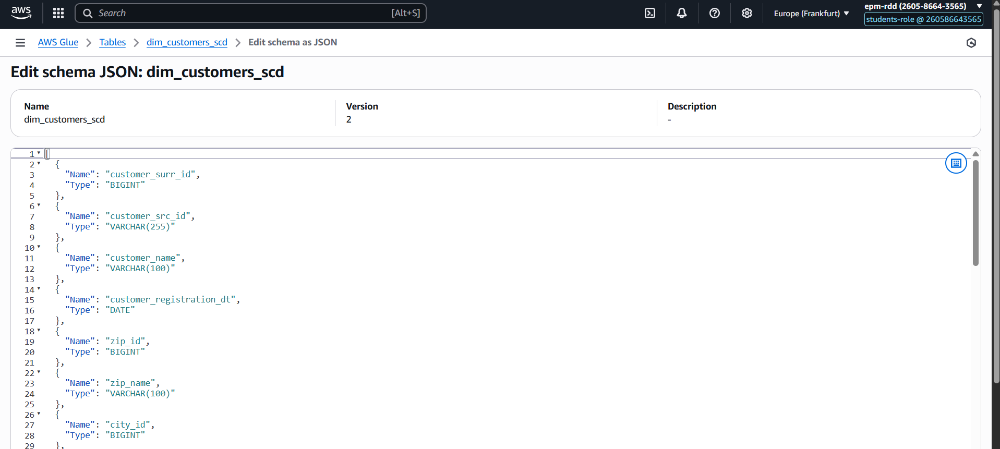 aws
Search [Alt+S]
Europe (Frankfurt)
epm-rdd (2605-8664-3565)
students-role @ 260586643565
AWS Glue
Tables
dim_customers_scd
Edit schema as JSON
Edit schema JSON: dim_customers_scd
Name
dim_customers_scd
Version
2
Description
-
1 [
2 {
3 "Name": "customer_surr_id",
4 "Type": "BIGINT"
5 },
6 {
7 "Name": "customer_src_id",
8 "Type": "VARCHAR(255)"
9 },
10 {
11 "Name": "customer_name",
12 "Type": "VARCHAR(100)"
13 },
14 {
15 "Name": "customer_registration_dt",
16 "Type": "DATE"
17 },
18 {
19 "Name": "zip_id",
20 "Type": "BIGINT"
21 },
22 {
23 "Name": "zip_name",
24 "Type": "VARCHAR(100)"
25 },
26 {
27 "Name": "city_id",
28 "Type": "BIGINT"
29 },